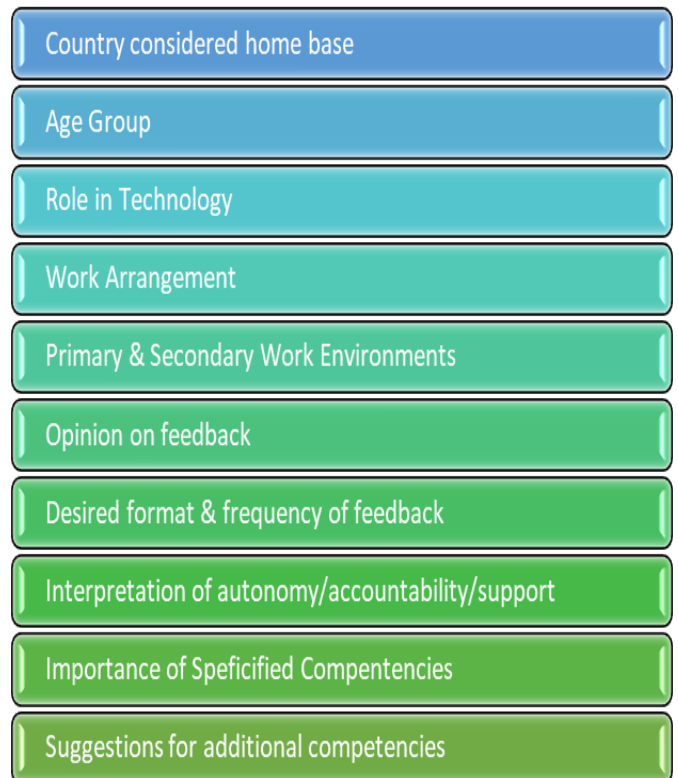 Country considered home base
Age Group
Role in Technology
Work Arrangement
Primary & Secondary Work Environments
Opinion on feedback
Desired format & frequency of feedback
Interpretation of autonomy/accountability/support
Importance of Speficified Compentencies
Suggestions for additional competencies